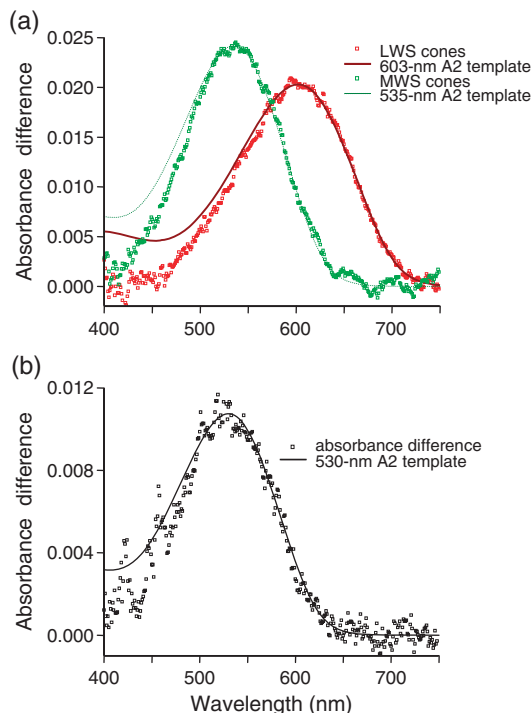 (a)
0.025
0.020
0.015
0.010
0.005
0.000
Absorbance difference
LWS cones
603-nm A2 template
MWS cones
535-nm A2 template
400 500 600 700
(b)
0.012
0.008
0.004
0.000
Absorbance difference
absorbance difference
530-nm A2 template
400 500 600 700
Wavelength (nm)